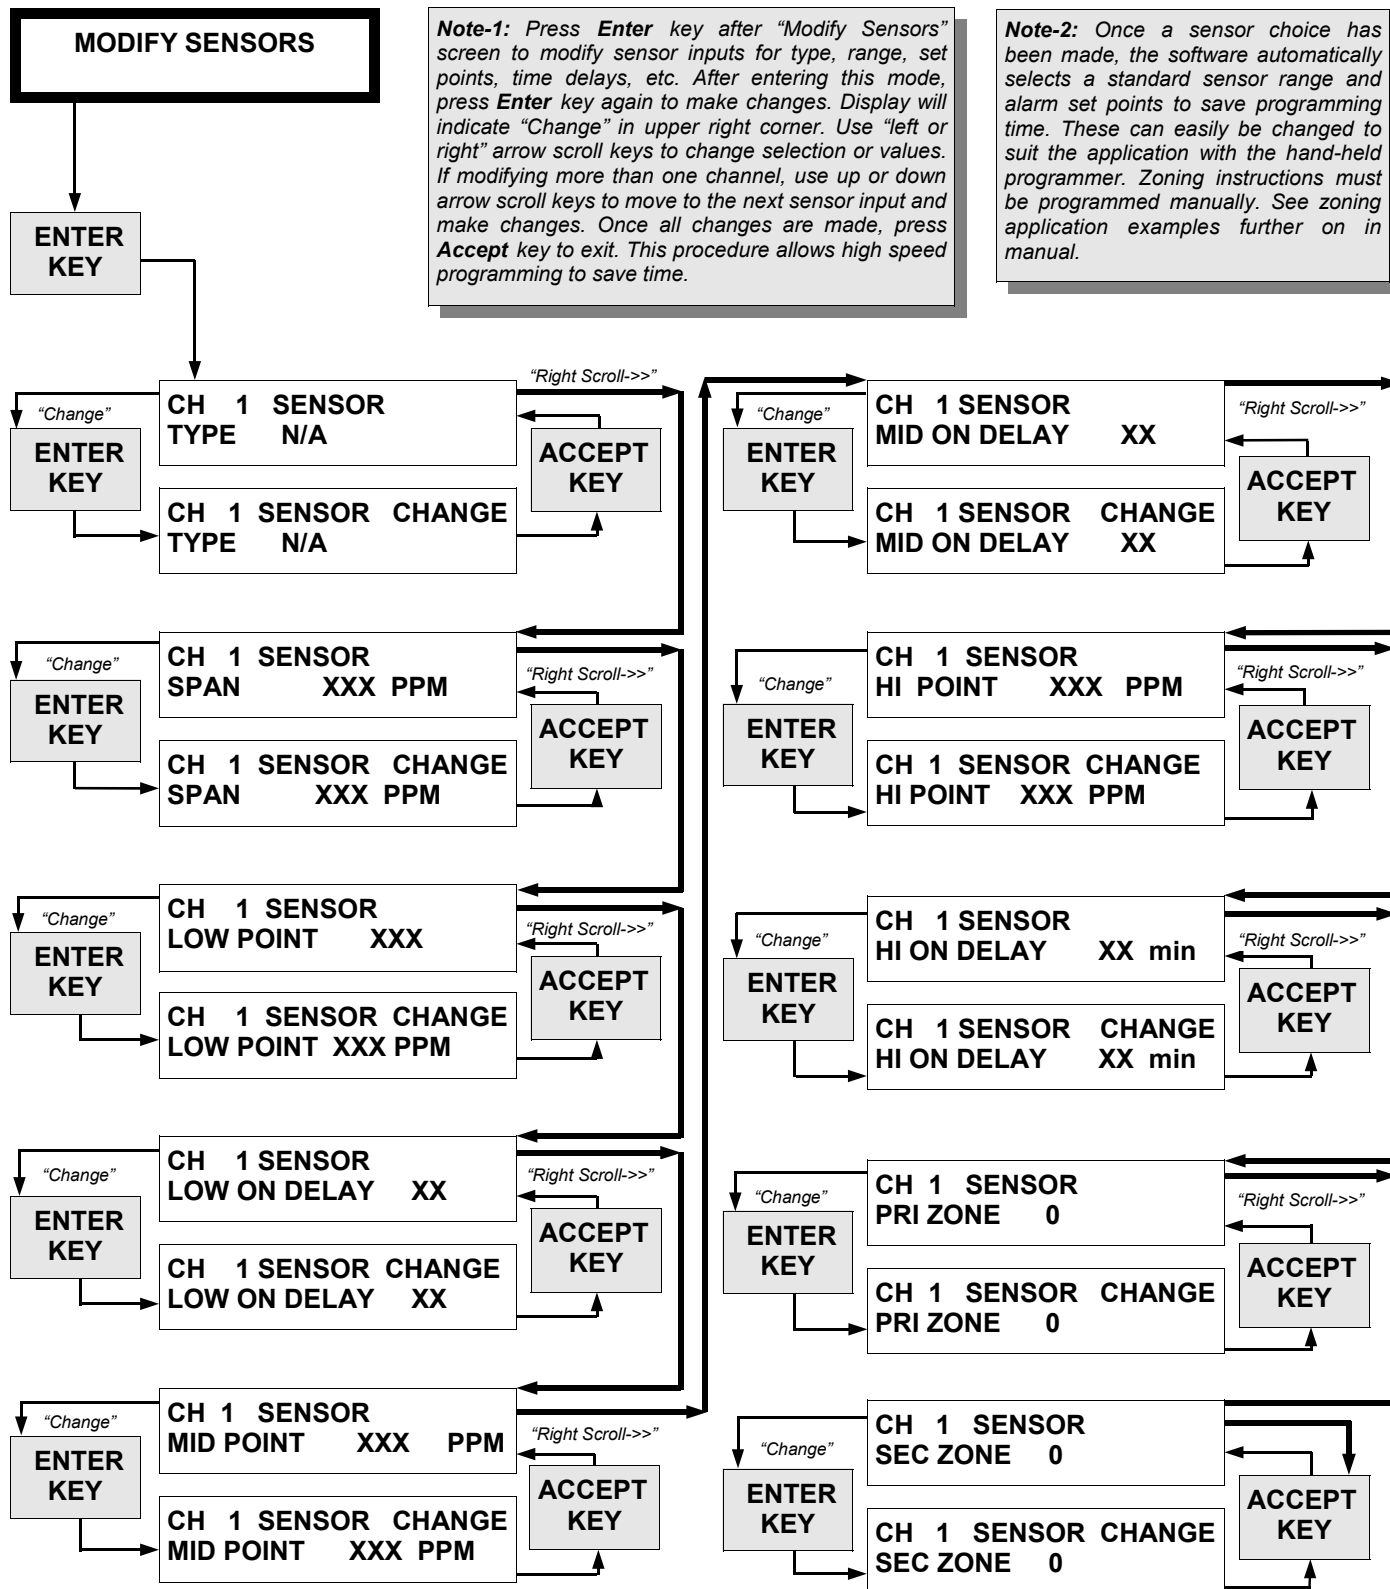 MODIFY SENSORS
Note-1: Press Enter key after “Modify Sensors”
screen to modify sensor inputs for type, range, set
points, time delays, etc. After entering this mode,
press Enter key again to make changes. Display will
indicate “Change” in upper right corner. Use “left or
right” arrow scroll keys to change selection or values.
If modifying more than one channel, use up or down
arrow scroll keys to move to the next sensor input and
make changes. Once all changes are made, press
Accept key to exit. This procedure allows high speed
programming to save time.
Note-2: Once a sensor choice has
been made, the software automatically
selects a standard sensor range and
alarm set points to save programming
time. These can easily be changed to
suit the application with the hand-held
programmer. Zoning instructions must
be programmed manually. See zoning
application examples further on in
manual.
ENTER
KEY
“Change”
ENTER
KEY
CH 1 SENSOR
TYPE N/A
CH 1 SENSOR CHANGE
TYPE N/A
“Right Scroll->>”
ACCEPT
KEY
“Change”
ENTER
KEY
CH 1 SENSOR
SPAN XXX PPM
CH 1 SENSOR CHANGE
SPAN XXX PPM
“Right Scroll->>”
ACCEPT
KEY
“Change”
ENTER
KEY
CH 1 SENSOR
LOW POINT XXX
CH 1 SENSOR CHANGE
LOW POINT XXX PPM
“Right Scroll->>”
ACCEPT
KEY
“Change”
ENTER
KEY
CH 1 SENSOR
LOW ON DELAY XX
CH 1 SENSOR CHANGE
LOW ON DELAY XX
“Right Scroll->>”
ACCEPT
KEY
“Change”
ENTER
KEY
CH 1 SENSOR
MID POINT XXX PPM
CH 1 SENSOR CHANGE
MID POINT XXX PPM
“Right Scroll->>”
ACCEPT
KEY
“Change”
ENTER
KEY
CH 1 SENSOR
MID ON DELAY XX
CH 1 SENSOR CHANGE
MID ON DELAY XX
“Right Scroll->>”
ACCEPT
KEY
“Change”
ENTER
KEY
CH 1 SENSOR
HI POINT XXX PPM
CH 1 SENSOR CHANGE
HI POINT XXX PPM
“Right Scroll->>”
ACCEPT
KEY
“Change”
ENTER
KEY
CH 1 SENSOR
HI ON DELAY XX min
CH 1 SENSOR CHANGE
HI ON DELAY XX min
“Right Scroll->>”
ACCEPT
KEY
“Change”
ENTER
KEY
CH 1 SENSOR
PRI ZONE 0
CH 1 SENSOR CHANGE
PRI ZONE 0
“Right Scroll->>”
ACCEPT
KEY
“Change”
ENTER
KEY
CH 1 SENSOR
SEC ZONE 0
CH 1 SENSOR CHANGE
SEC ZONE 0
ACCEPT
KEY